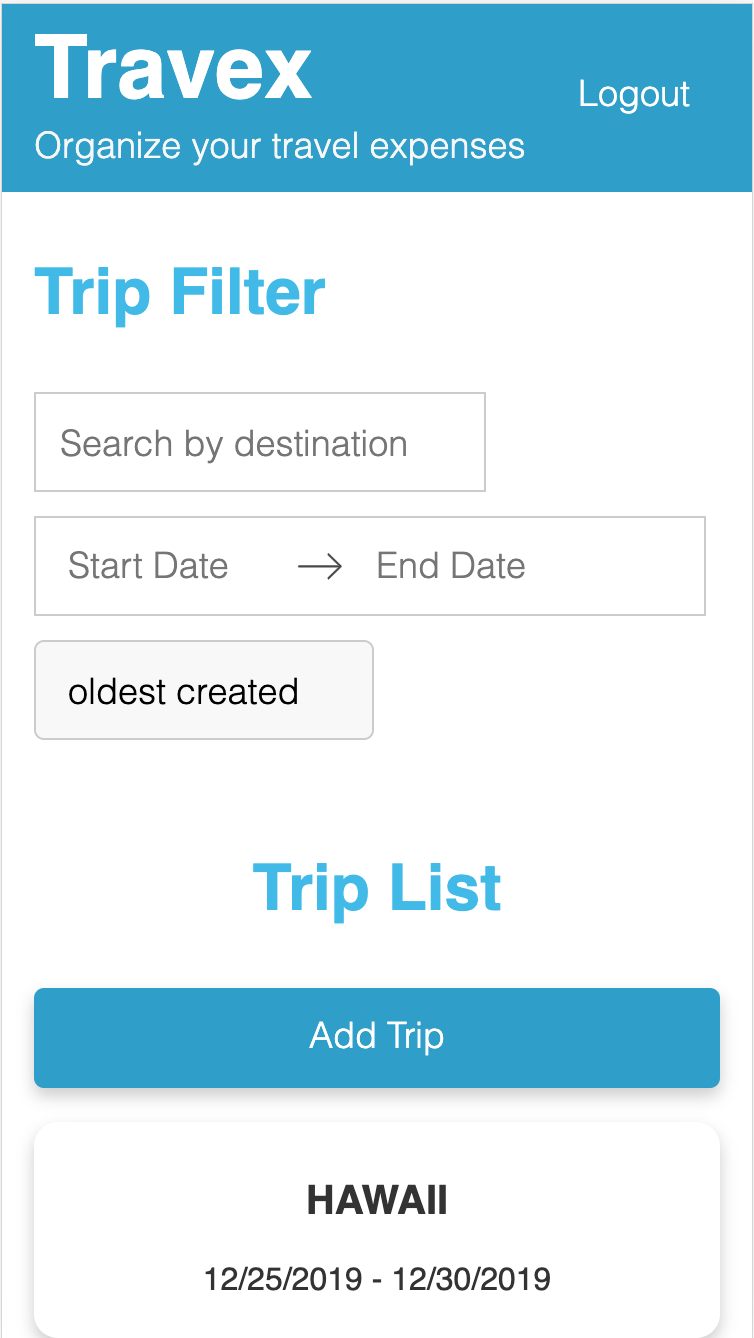 Travex
Logout
Organize your travel expenses
Trip Filter
Search by destination
Start Date → End Date
oldest created
Trip List
Add Trip
HAWAII
12/25/2019 - 12/30/2019